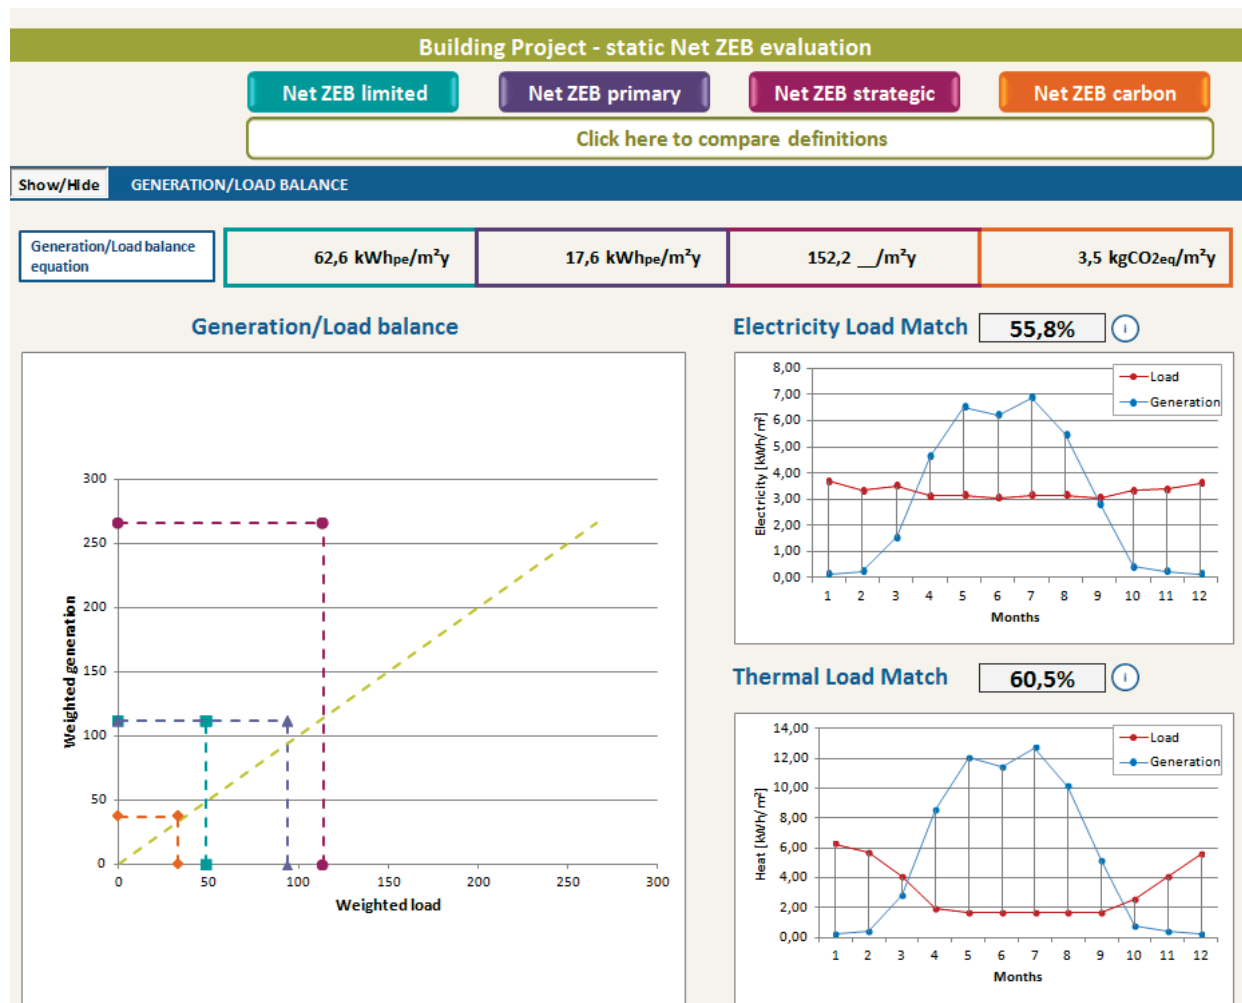 Building Project - static Net ZEB evaluation
Net ZEB limited
Net ZEB primary
Net ZEB strategic
Net ZEB carbon
Click here to compare definitions
Show/Hide
GENERATION/LOAD BALANCE
Generation/Load balance
equation
62,6 kWhpe/m²y
17,6 kWhpe/m²y
152,2 __/m²y
3,5 kgCO2eq/m²y
Generation/Load balance
300
250
200
150
100
50
0
0 50 100 150 200 250 300
Weighted generation
Weighted load
Electricity Load Match
55,8%
i
8,00
7,00
6,00
5,00
4,00
3,00
2,00
1,00
0,00
Electricity [kWh/m²]
Load
Generation
1 2 3 4 5 6 7 8 9 10 11 12
Months
Thermal Load Match
60,5%
i
14,00
12,00
10,00
8,00
6,00
4,00
2,00
0,00
Heat [kWh/m²]
Load
Generation
1 2 3 4 5 6 7 8 9 10 11 12
Months